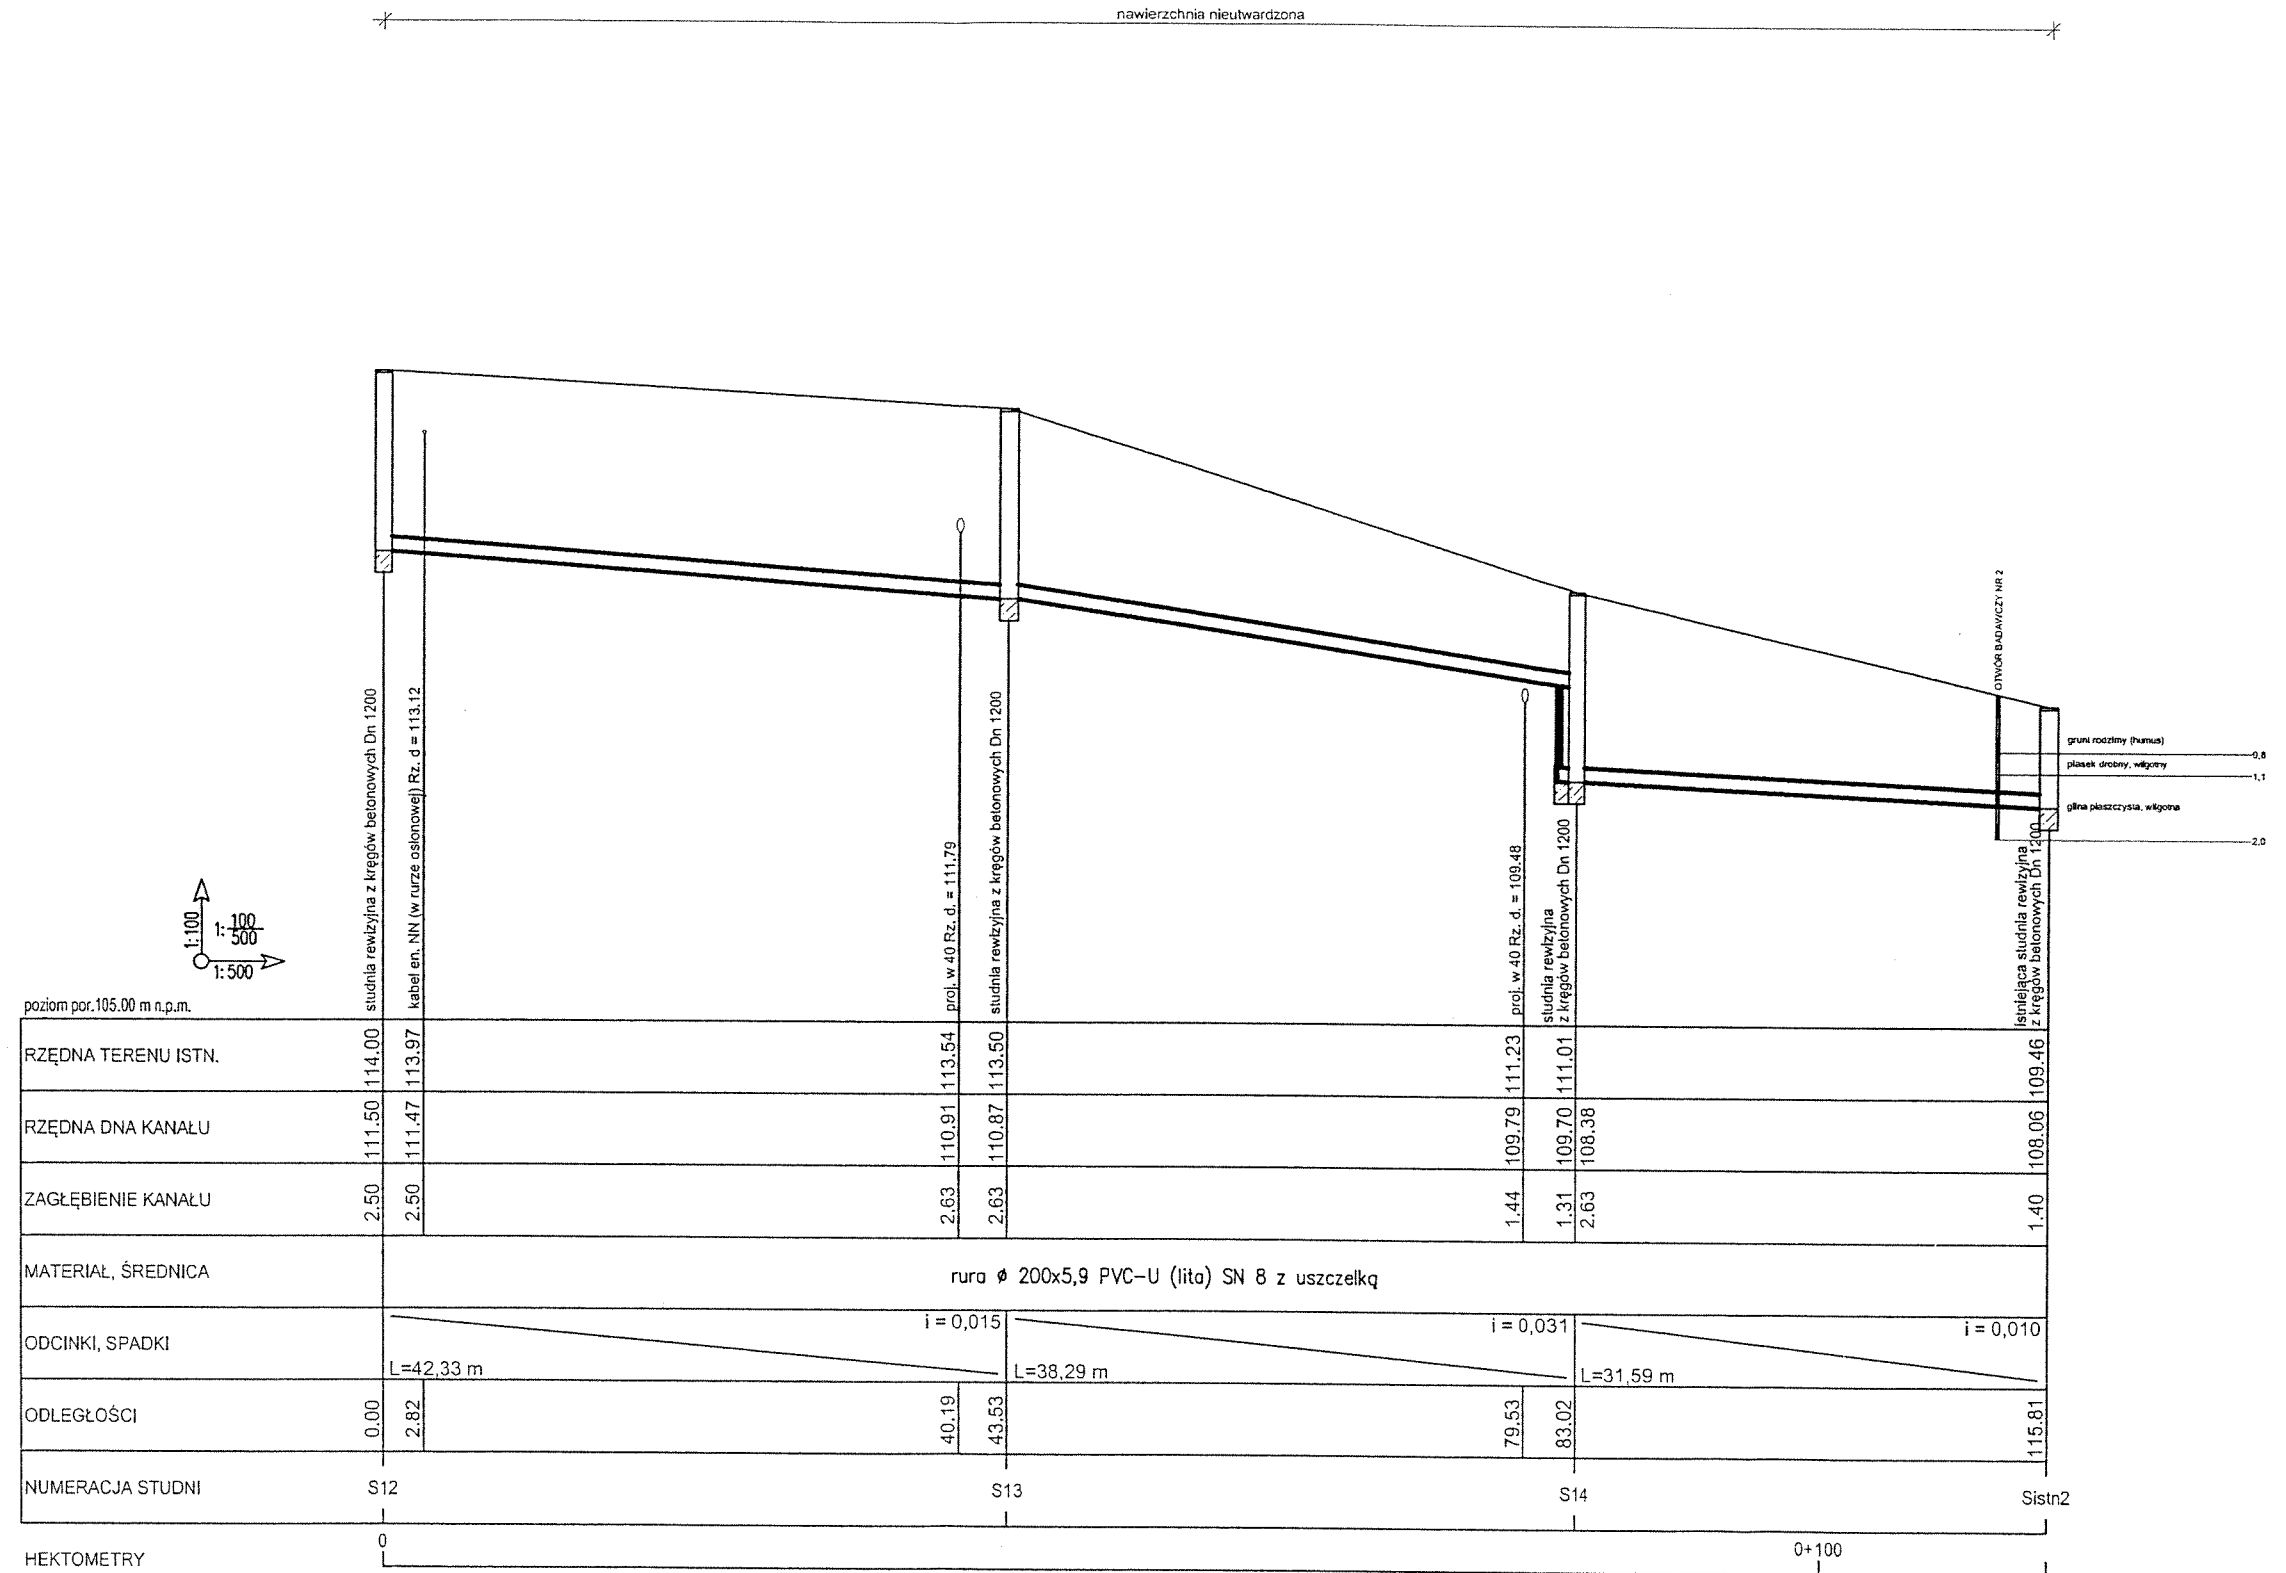 nawierzchnia nieutwardzona
OTWÓR BADAWCZY NR 2
grunt rodzimy (humus)
0,8
piasek drobny, wilgotny
1,1
glina piaszczysta, wilgotna
2,0
studnia rewizyjna z kręgów betonowych Dn 1200
kabel en. NN (w rurze osłonowej) Rz. d = 113.12
proj. w 40 Rz. d. = 111.79
studnia rewizyjna z kręgów betonowych Dn 1200
proj. w 40 Rz. d. = 109.48
studnia rewizyjna
z kręgów betonowych Dn 1200
istniejąca studnia rewizyjna
z kręgów betonowych Dn 1200
1:100
1:100/500
1:500
poziom por.105.00 m n.p.m.
RZĘDNA TERENU ISTN. 114.00 113.97 113.54 113.50 111.23 111.01 109.46
RZĘDNA DNA KANAŁU 111.50 111.47 110.91 110.87 109.79 109.70 108.38 108.06
ZAGŁĘBIENIE KANAŁU 2.50 2.50 2.63 2.63 1.44 1.31 2.63 1.40
MATERIAŁ, ŚREDNICA rura ø 200x5,9 PVC-U (lita) SN 8 z uszczelką
ODCINKI, SPADKI
i = 0,015 i = 0,031 i = 0,010
L=42,33 m L=38,29 m L=31,59 m
ODLEGŁOŚCI 0.00 2.82 40.19 43.53 79.53 83.02 115.81
NUMERACJA STUDNI S12 S13 S14 Sistn2
HEKTOMETRY 0 0+100